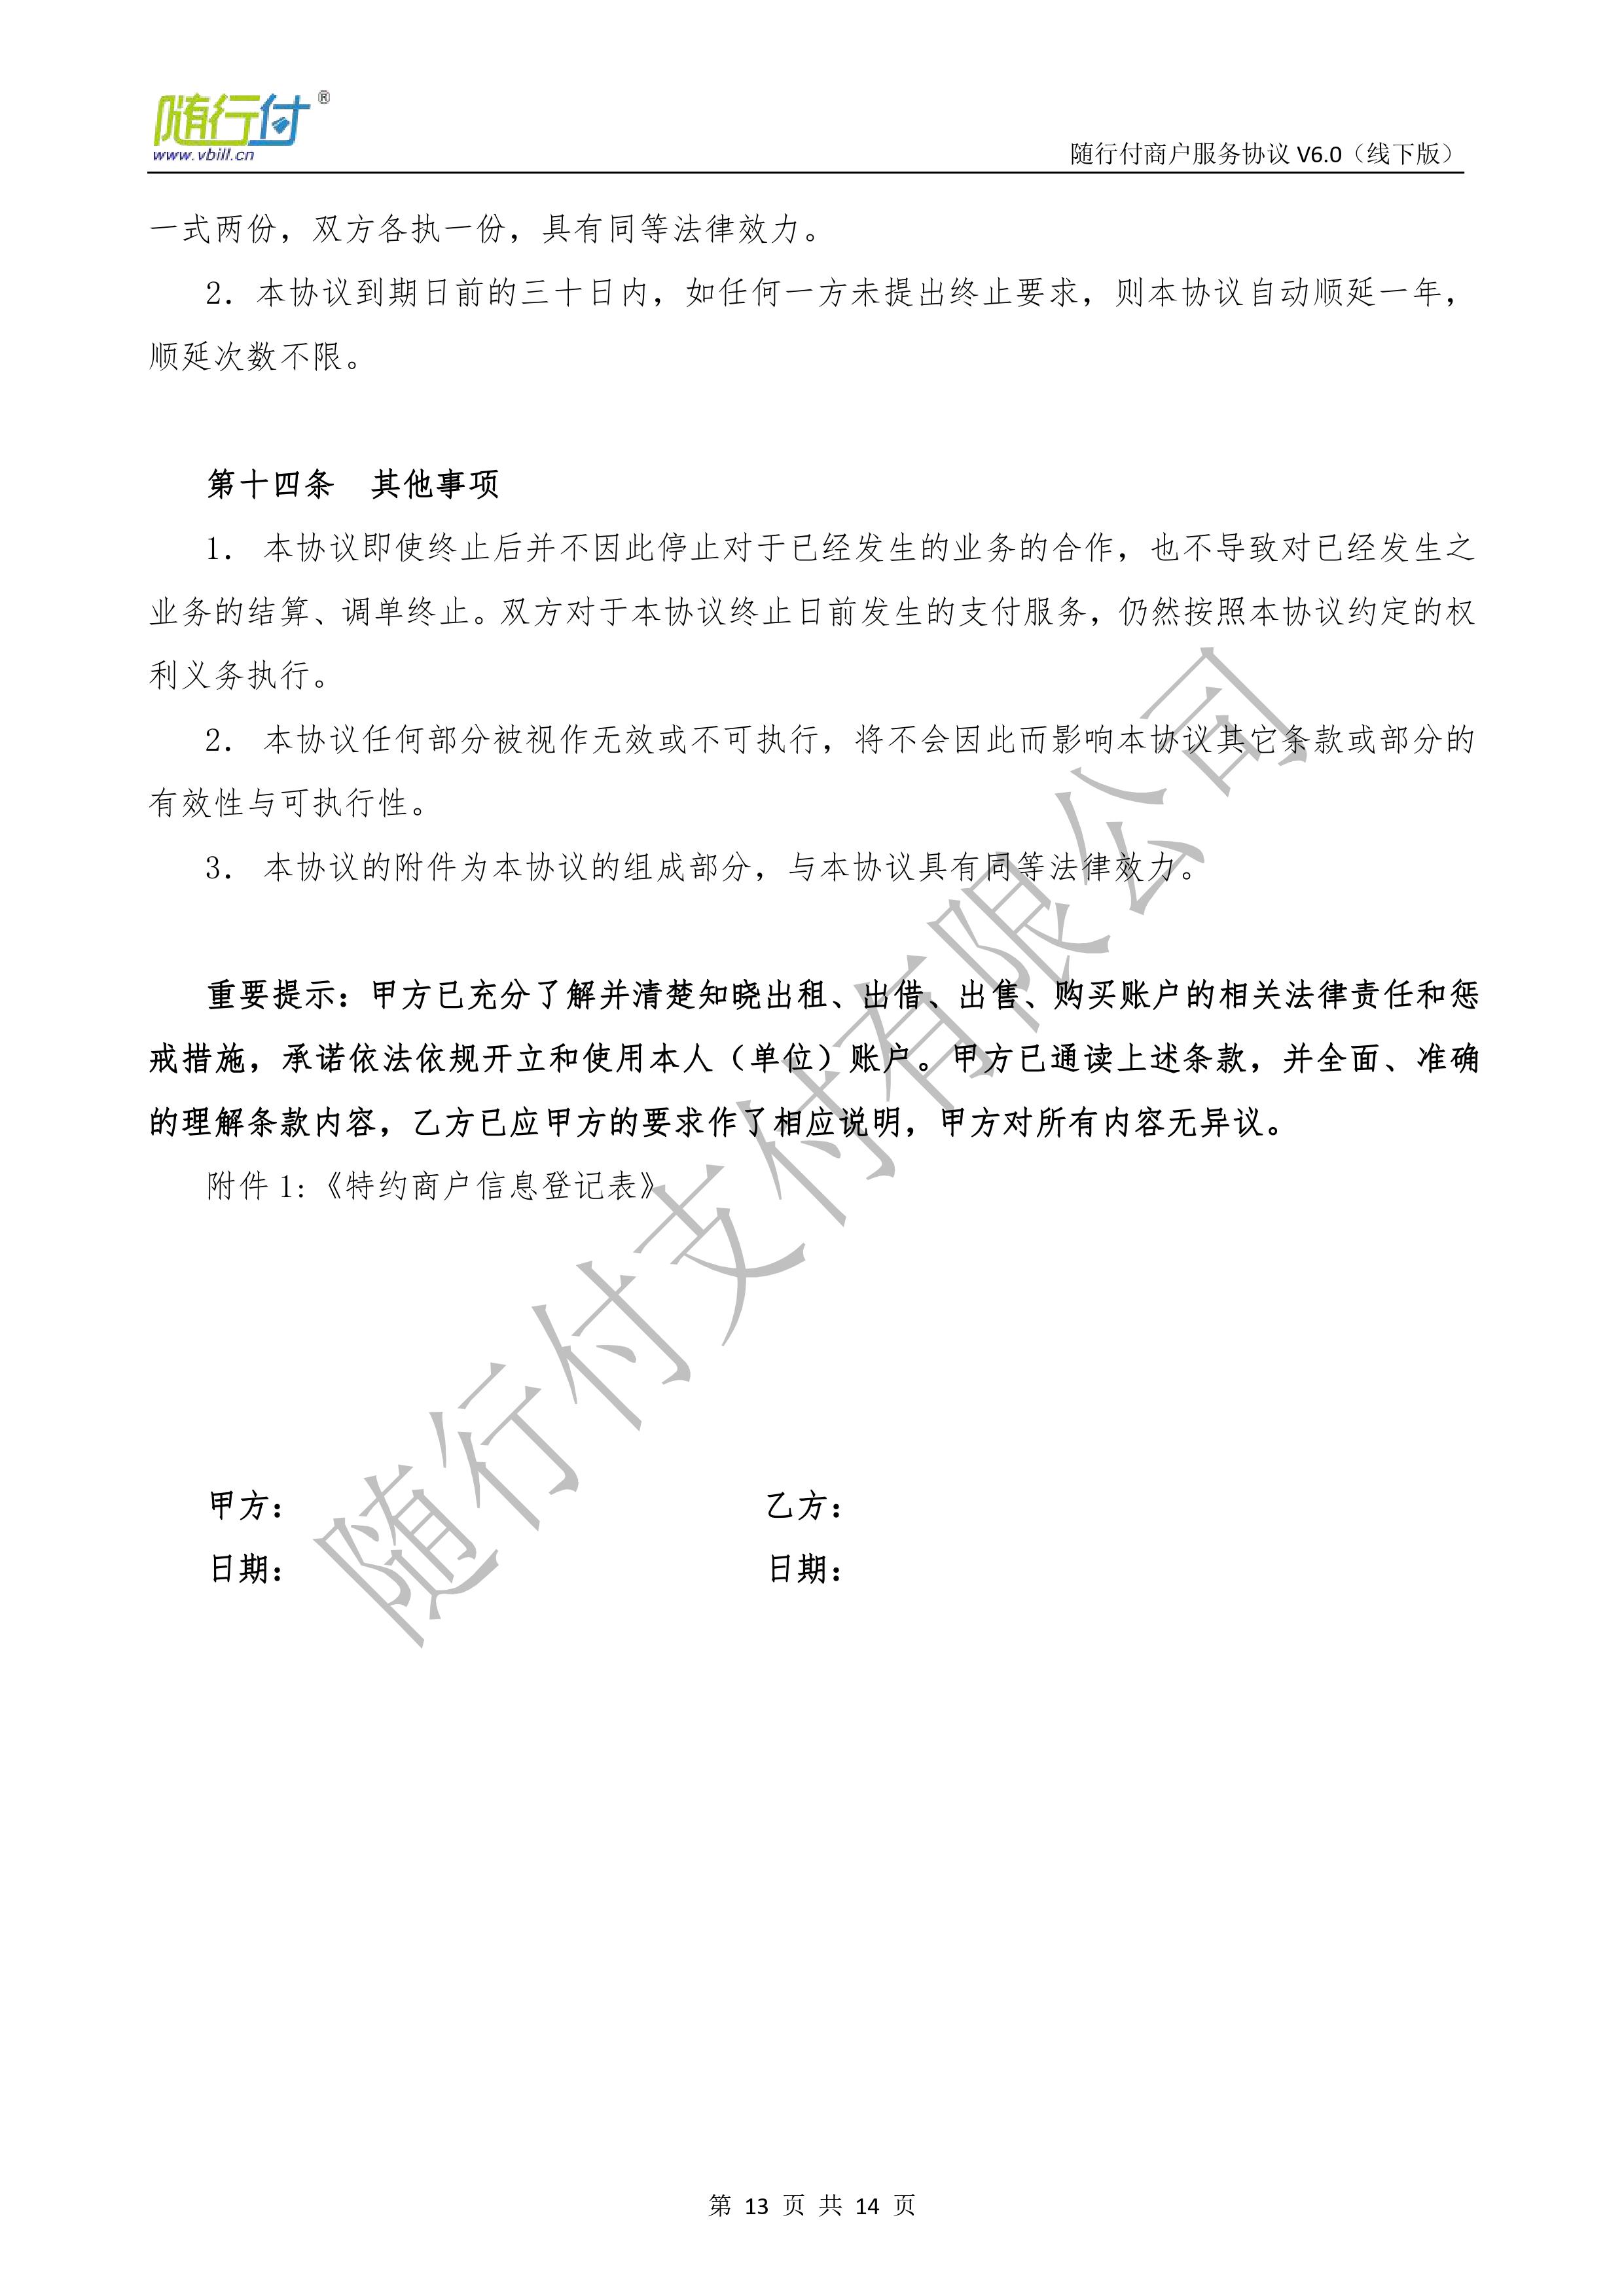 随行付®
www.vbill.cn
随行付商户服务协议 V6.0（线下版）
一式两份，双方各执一份，具有同等法律效力。
2．本协议到期日前的三十日内，如任何一方未提出终止要求，则本协议自动顺延一年，
顺延次数不限。
第十四条　其他事项
1． 本协议即使终止后并不因此停止对于已经发生的业务的合作，也不导致对已经发生之
业务的结算、调单终止。双方对于本协议终止日前发生的支付服务，仍然按照本协议约定的权
利义务执行。
2． 本协议任何部分被视作无效或不可执行，将不会因此而影响本协议其它条款或部分的
有效性与可执行性。
3． 本协议的附件为本协议的组成部分，与本协议具有同等法律效力。
重要提示：甲方已充分了解并清楚知晓出租、出借、出售、购买账户的相关法律责任和惩
戒措施，承诺依法依规开立和使用本人（单位）账户。甲方已通读上述条款，并全面、准确
的理解条款内容，乙方已应甲方的要求作了相应说明，甲方对所有内容无异议。
附件 1:《特约商户信息登记表》
甲方：　乙方：
日期：　日期：
随行付支付有限公司
第 13 页 共 14 页